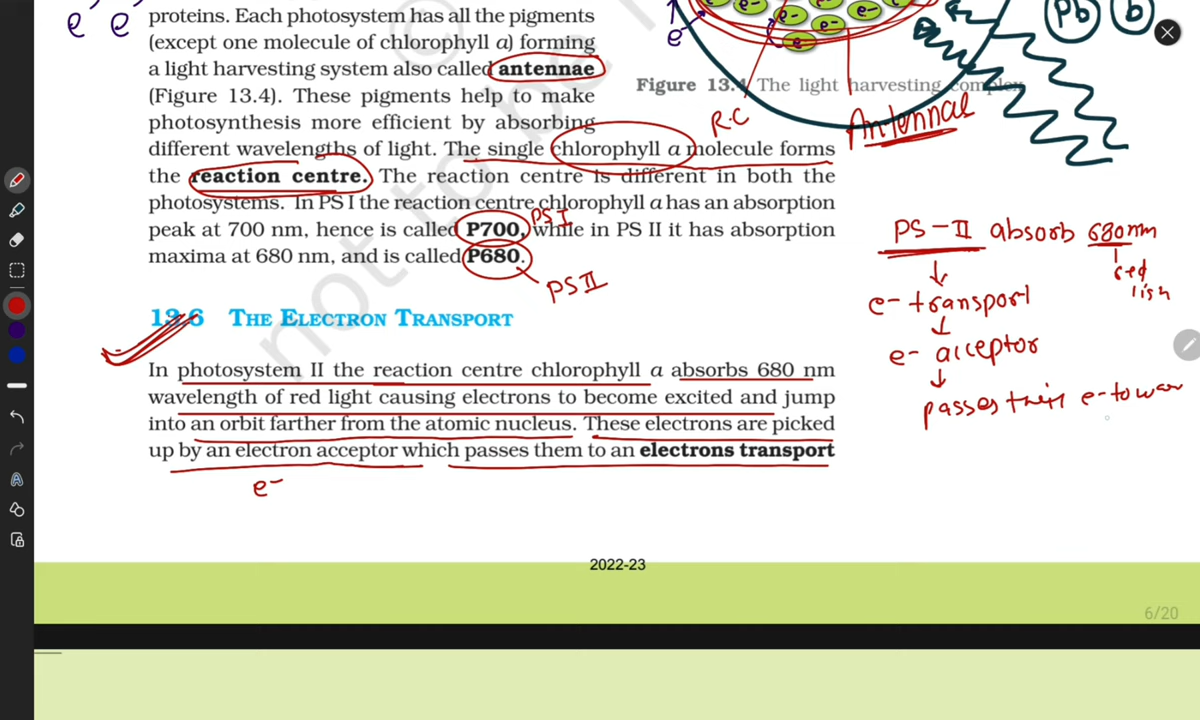 e e
proteins. Each photosystem has all the pigments
(except one molecule of chlorophyll a) forming
a light harvesting system also called antennae
(Figure 13.4). These pigments help to make
photosynthesis more efficient by absorbing
different wavelengths of light. The single chlorophyll a molecule forms
the reaction centre. The reaction centre is different in both the
photosystems. In PS I the reaction centre chlorophyll a has an absorption
peak at 700 nm, hence is called P700, while in PS II it has absorption
maxima at 680 nm, and is called P680.
PS I
PS II
e- e- e- e- e-
e
Pb b
Figure 13.4 The light harvesting complex
R.C
Antennal
13.6 THE ELECTRON TRANSPORT
In photosystem II the reaction centre chlorophyll a absorbs 680 nm
wavelength of red light causing electrons to become excited and jump
into an orbit farther from the atomic nucleus. These electrons are picked
up by an electron acceptor which passes them to an electrons transport
e-
PS-II absorb 680nm
red
e- transport
e- acceptor
passes their e- towar
not to be
2022-23
6/20